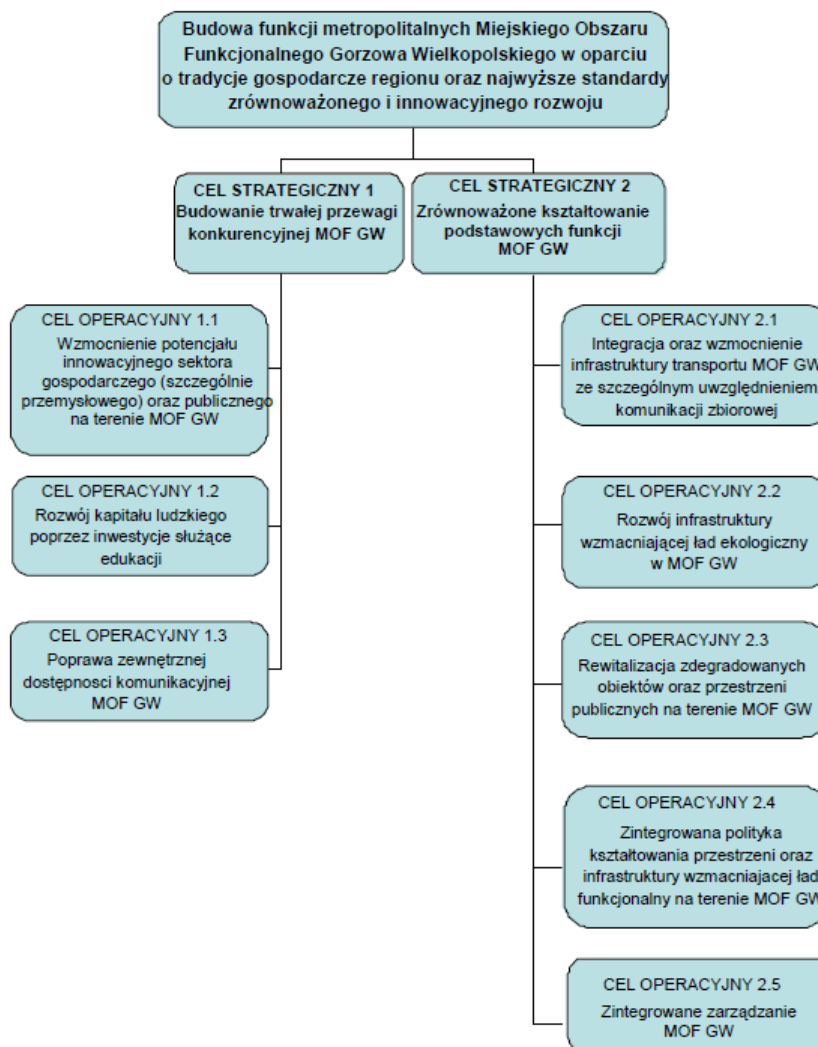 Budowa funkcji metropolitalnych Miejskiego Obszaru
Funkcjonalnego Gorzowa Wielkopolskiego w oparciu
o tradycje gospodarcze regionu oraz najwyższe standardy
zrównoważonego i innowacyjnego rozwoju
CEL STRATEGICZNY 1
Budowanie trwałej przewagi
konkurencyjnej MOF GW
CEL STRATEGICZNY 2
Zrównoważone kształtowanie
podstawowych funkcji
MOF GW
CEL OPERACYJNY 1.1
Wzmocnienie potencjału
innowacyjnego sektora
gospodarczego (szczególnie
przemysłowego) oraz publicznego
na terenie MOF GW
CEL OPERACYJNY 1.2
Rozwój kapitału ludzkiego
poprzez inwestycje służące
edukacji
CEL OPERACYJNY 1.3
Poprawa zewnętrznej
dostępnosci komunikacyjnej
MOF GW
CEL OPERACYJNY 2.1
Integracja oraz wzmocnienie
infrastruktury transportu MOF GW
ze szczególnym uwzględnieniem
komunikacji zbiorowej
CEL OPERACYJNY 2.2
Rozwój infrastruktury
wzmacniającej ład ekologiczny
w MOF GW
CEL OPERACYJNY 2.3
Rewitalizacja zdegradowanych
obiektów oraz przestrzeni
publicznych na terenie MOF GW
CEL OPERACYJNY 2.4
Zintegrowana polityka
kształtowania przestrzeni oraz
infrastruktury wzmacniajacej ład
funkcjonalny na terenie MOF GW
CEL OPERACYJNY 2.5
Zintegrowane zarządzanie
MOF GW